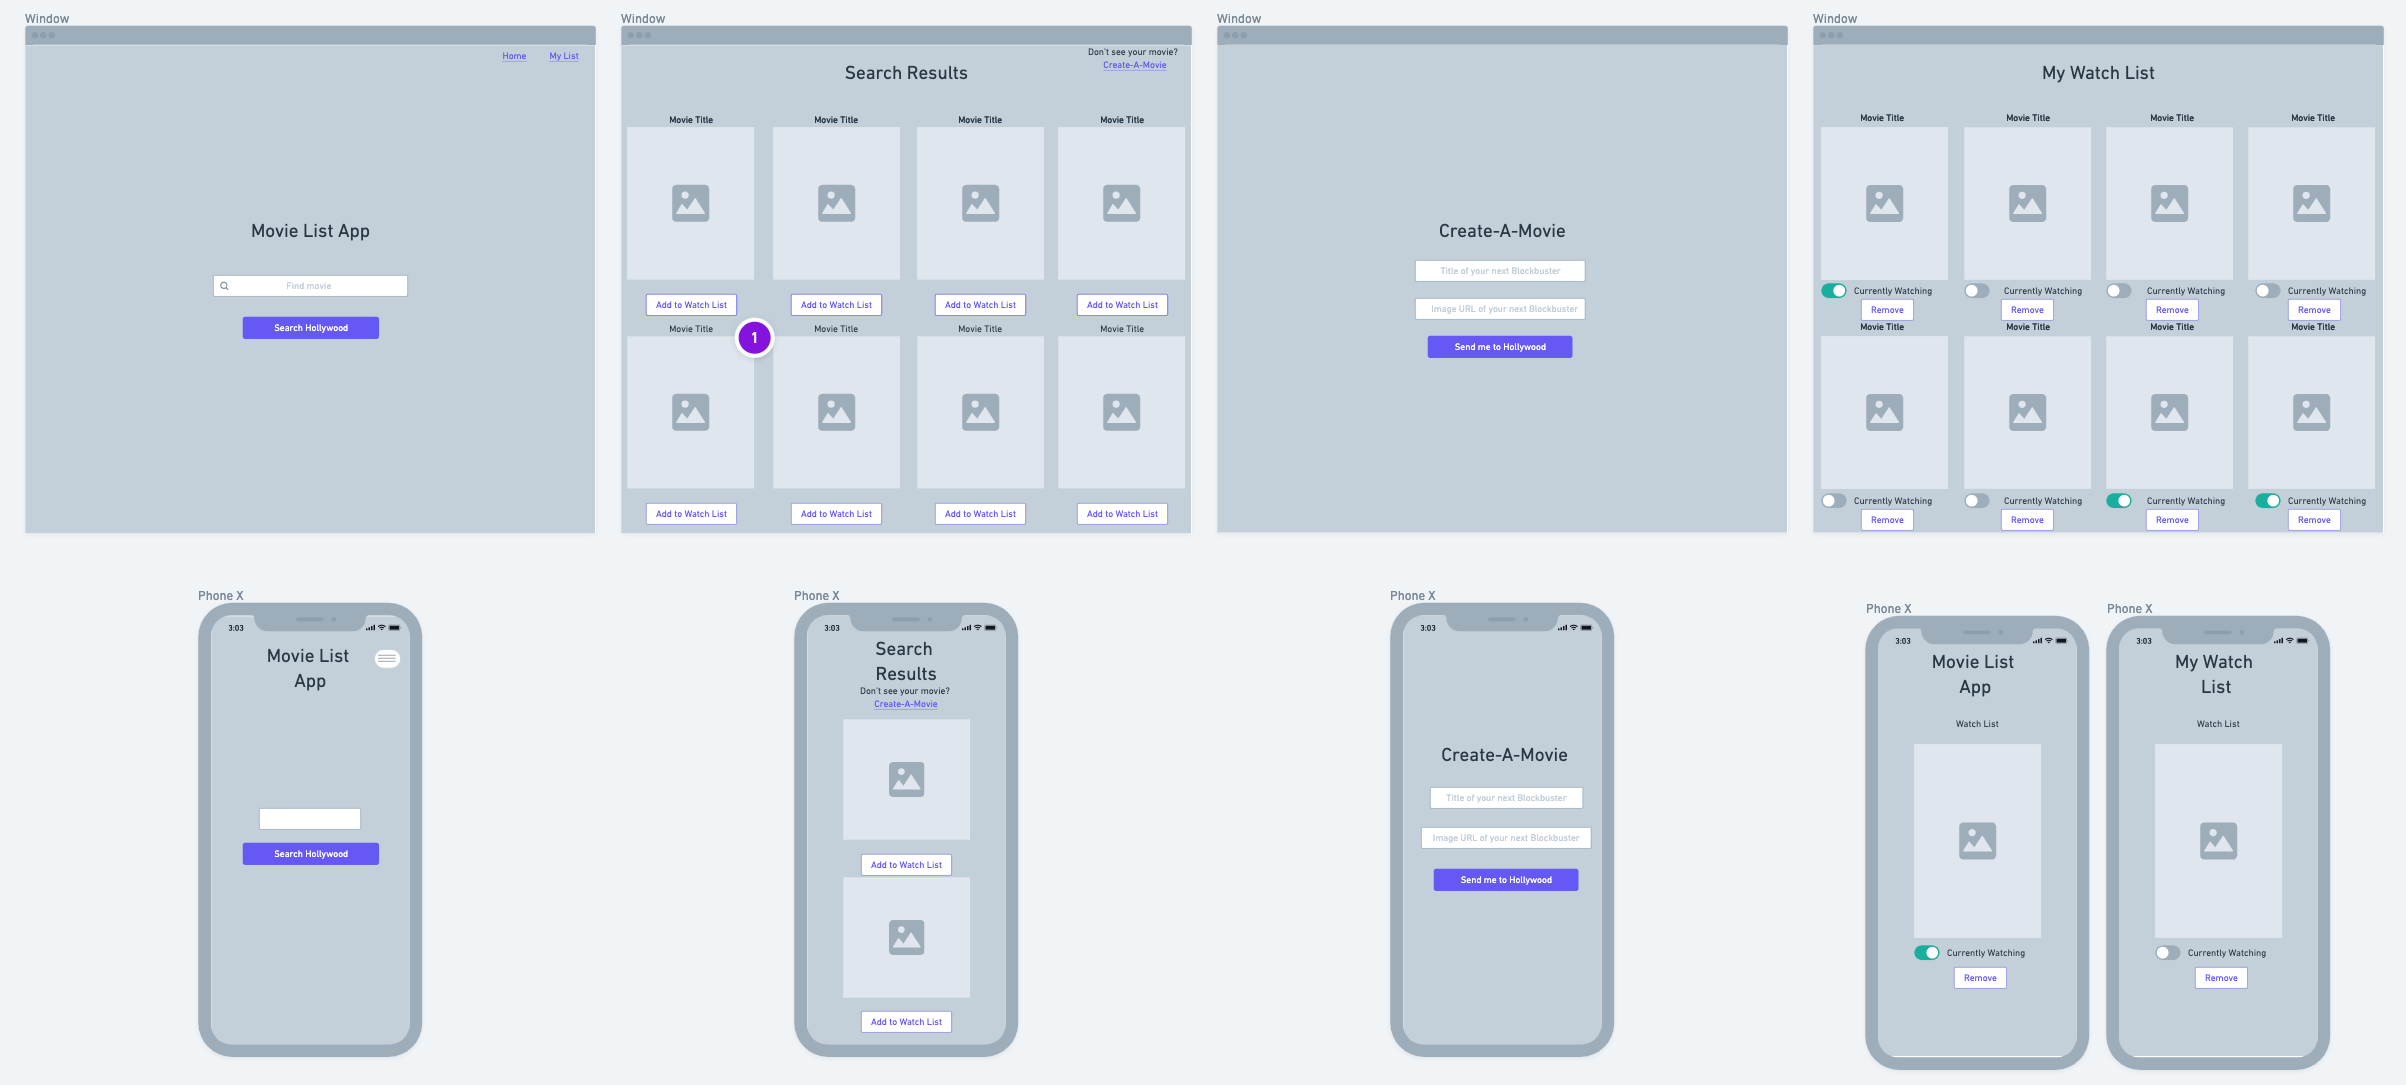 Window
Home My List
Movie List App
Find movie
Search Hollywood
Window
Don't see your movie?
Create-A-Movie
Search Results
Movie Title Movie Title Movie Title Movie Title
Add to Watch List Add to Watch List Add to Watch List Add to Watch List
1
Movie Title Movie Title Movie Title Movie Title
Add to Watch List Add to Watch List Add to Watch List Add to Watch List
Window
Create-A-Movie
Title of your next Blockbuster
Image URL of your next Blockbuster
Send me to Hollywood
Window
My Watch List
Movie Title Movie Title Movie Title Movie Title
Currently Watching Currently Watching Currently Watching Currently Watching
Remove Remove Remove Remove
Movie Title Movie Title Movie Title Movie Title
Currently Watching Currently Watching Currently Watching Currently Watching
Remove Remove Remove Remove
Phone X
3:03
Movie List
App
Search Hollywood
Phone X
3:03
Search
Results
Don't see your movie?
Create-A-Movie
Add to Watch List
Add to Watch List
Phone X
3:03
Create-A-Movie
Title of your next Blockbuster
Image URL of your next Blockbuster
Send me to Hollywood
Phone X
3:03
Movie List
App
Watch List
Currently Watching
Remove
Phone X
3:03
My Watch
List
Watch List
Currently Watching
Remove